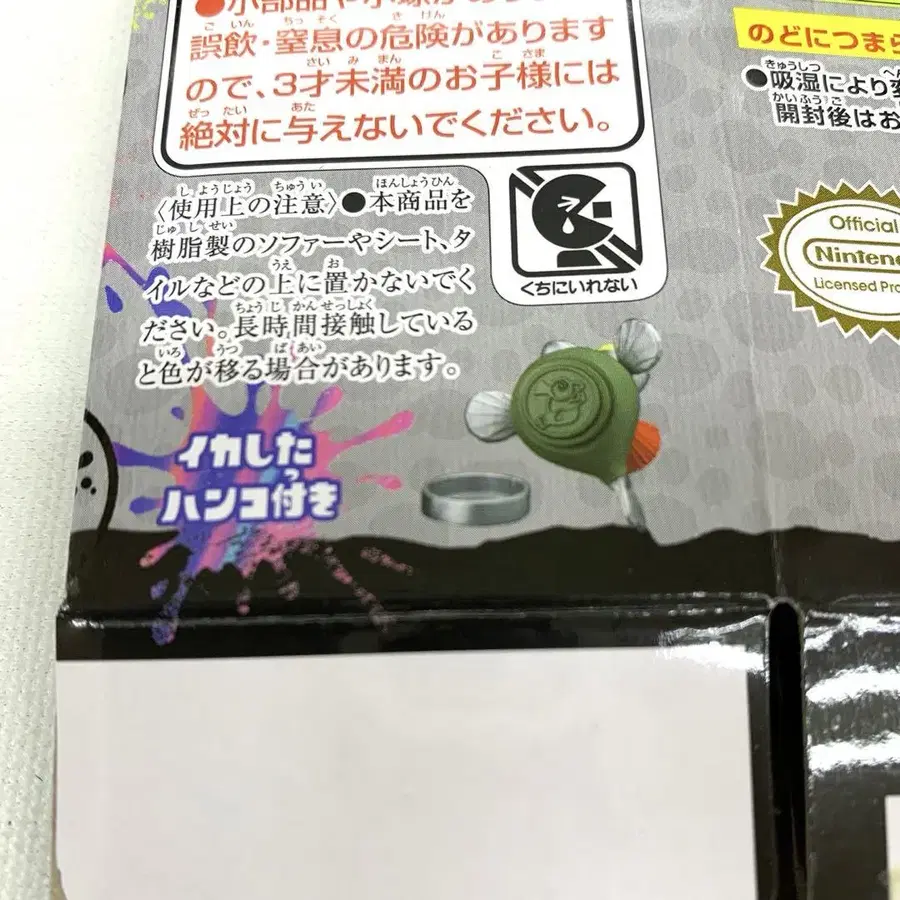 誤飲・窒息の危険があります
ので、3才未満のお子様には
絶対に与えないでください。
〈使用上の注意〉●本商品を
樹脂製のソファーやシート、タ
イルなどの上に置かないでく
ださい。長時間接触している
と色が移る場合があります。
くちにいれない
イカした
ハンコ付き
のどにつまら
●吸湿により変
開封後はお
Official
Nintendo
Licensed Pro